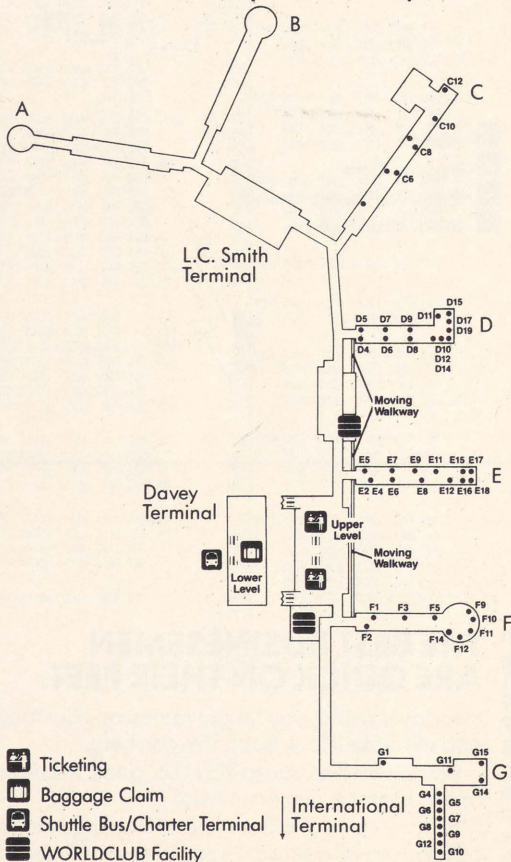 B
A
C12
C
C10
C8
C6
L.C. Smith
Terminal
D15
D5 D7 D9 D11 D17
D19
D
D4 D6 D8 D10
D12
D14
Moving
Walkway
E5 E7 E9 E11 E15 E17
E
E2 E4 E6 E8 E12 E16 E18
Davey
Terminal
Upper
Level
Moving
Walkway
Lower
Level
F1 F3 F5 F9
F10
F
F2 F14 F11
F12
G1 G11 G15
G
G14
G4 G5
G6 G7
G8 G9
G12 G10
Ticketing
Baggage Claim
Shuttle Bus/Charter Terminal
WORLDCLUB Facility
International
Terminal